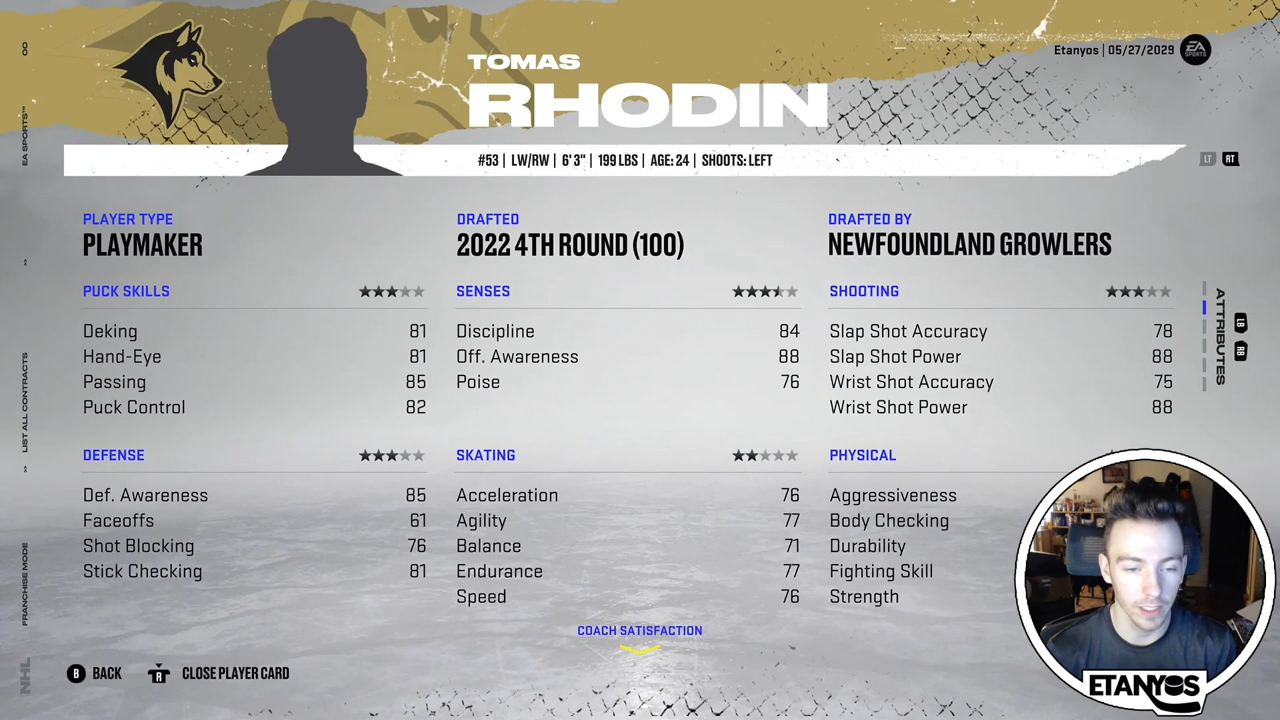 TOMAS
RHODIN
Etanyos | 05/27/2029
EA SPORTS
#53 | LW/RW | 6' 3" | 199 LBS | AGE: 24 | SHOOTS: LEFT
LT RT
PLAYER TYPE
PLAYMAKER
DRAFTED
2022 4TH ROUND (100)
DRAFTED BY
NEWFOUNDLAND GROWLERS
PUCK SKILLS
Deking 81
Hand-Eye 81
Passing 85
Puck Control 82
SENSES
Discipline 84
Off. Awareness 88
Poise 76
SHOOTING
Slap Shot Accuracy 78
Slap Shot Power 88
Wrist Shot Accuracy 75
Wrist Shot Power 88
DEFENSE
Def. Awareness 85
Faceoffs 61
Shot Blocking 76
Stick Checking 81
SKATING
Acceleration 76
Agility 77
Balance 71
Endurance 77
Speed 76
PHYSICAL
Aggressiveness
Body Checking
Durability
Fighting Skill
Strength
ATTRIBUTES
LB
RB
COACH SATISFACTION
B BACK
R CLOSE PLAYER CARD
ETANYOS
EA SPORTS™
LIST ALL CONTRACTS
FRANCHISE MODE
NHL